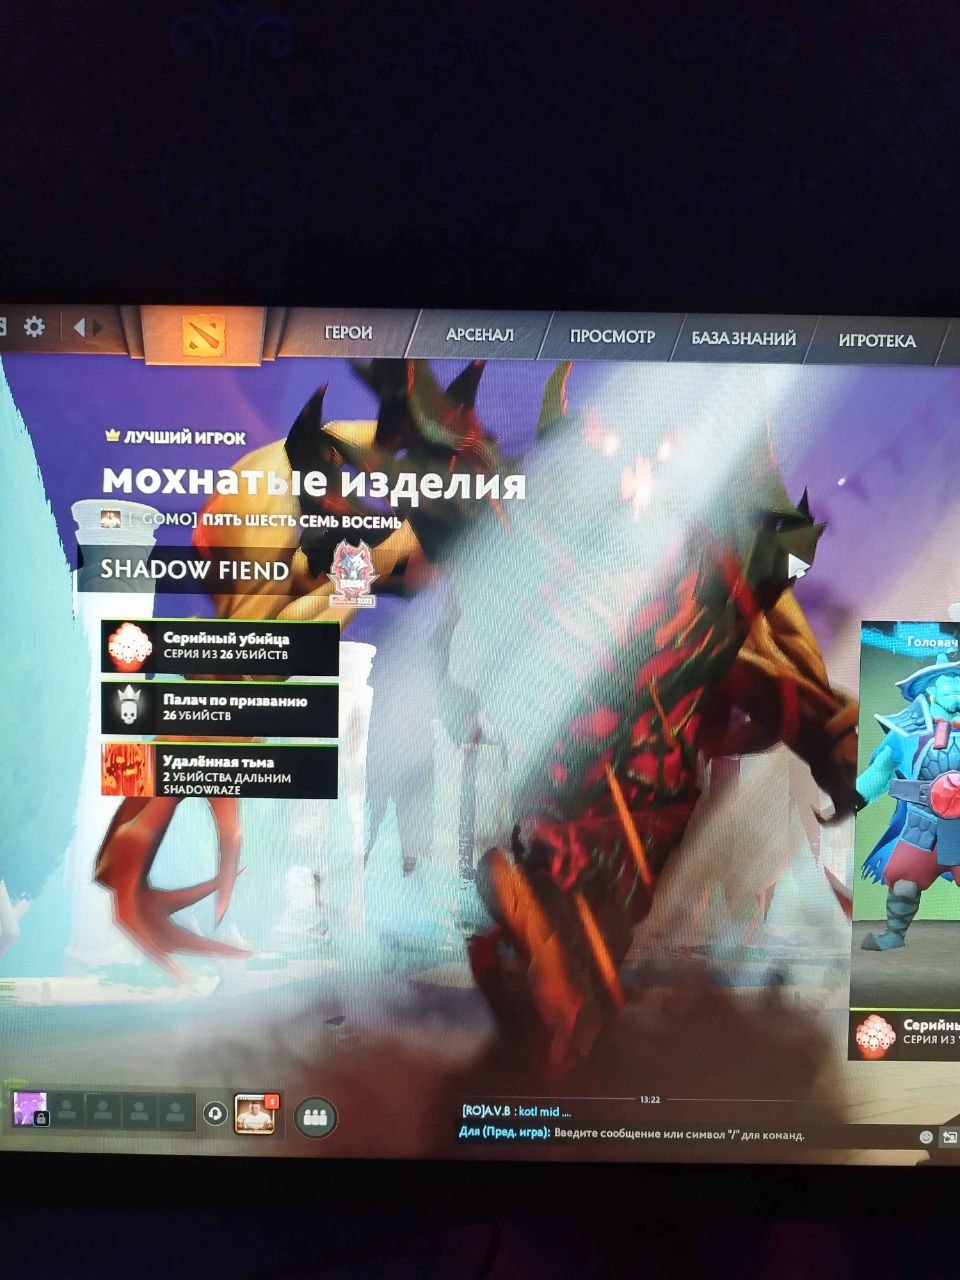 ГЕРОИ
АРСЕНАЛ
ПРОСМОТР
БАЗА ЗНАНИЙ
ИГРОТЕКА
ЛУЧШИЙ ИГРОК
мохнатые изделия
[ GOMO] ПЯТЬ ШЕСТЬ СЕМЬ ВОСЕМЬ
SHADOW FIEND
Серийный убийца
СЕРИЯ ИЗ 26 УБИЙСТВ
Палач по призванию
26 УБИЙСТВ
Удалённая тьма
2 УБИЙСТВА ДАЛЬНИМ
SHADOWRAZE
Головач
Серийны
СЕРИЯ ИЗ
13:22
[RO]A.V.B : kotl mid ....
Для (Пред. игра): Введите сообщение или символ "/" для команд.